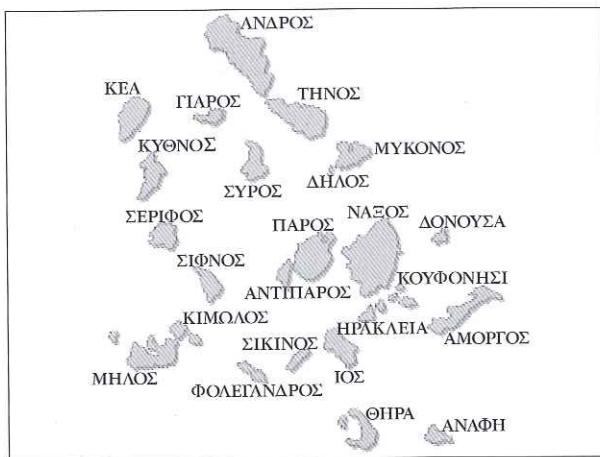 ΑΝΔΡΟΣ
ΚΕΑ
ΓΙΑΡΟΣ
ΤΗΝΟΣ
ΚΥΘΝΟΣ
ΜΥΚΟΝΟΣ
ΣΥΡΟΣ
ΔΗΛΟΣ
ΣΕΡΙΦΟΣ
ΠΑΡΟΣ
ΝΑΞΟΣ
ΔΟΝΟΥΣΑ
ΣΙΦΝΟΣ
ΚΟΥΦΟΝΗΣΙ
ΑΝΤΙΠΑΡΟΣ
ΚΙΜΩΛΟΣ
ΗΡΑΚΛΕΙΑ
ΑΜΟΡΓΟΣ
ΣΙΚΙΝΟΣ
ΜΗΛΟΣ
ΙΟΣ
ΦΟΛΕΓΑΝΔΡΟΣ
ΘΗΡΑ
ΑΝΑΦΗ